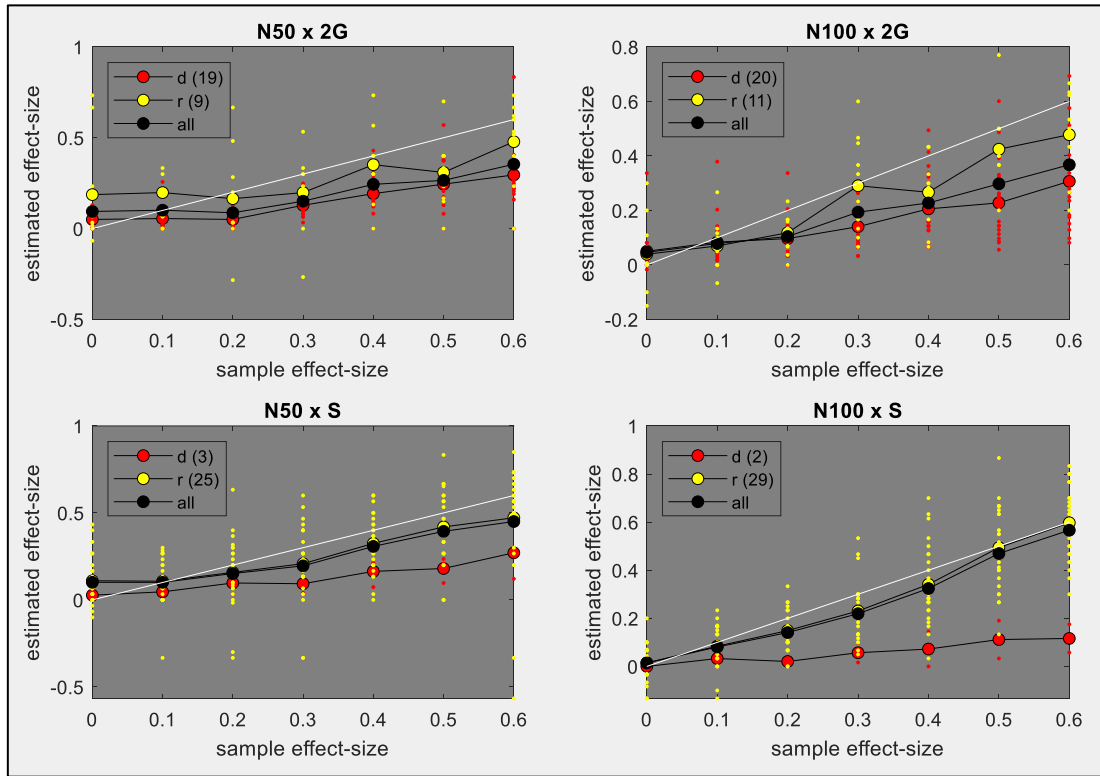 N50 x 2G
1
0.5
0
-0.5
estimated effect-size
d (19)
r (9)
all
0 0.1 0.2 0.3 0.4 0.5 0.6
sample effect-size
N100 x 2G
0.8
0.6
0.4
0.2
0
-0.2
estimated effect-size
d (20)
r (11)
all
0 0.1 0.2 0.3 0.4 0.5 0.6
sample effect-size
N50 x S
1
0.5
0
-0.5
estimated effect-size
d (3)
r (25)
all
0 0.1 0.2 0.3 0.4 0.5 0.6
sample effect-size
N100 x S
1
0.8
0.6
0.4
0.2
0
estimated effect-size
d (2)
r (29)
all
0 0.1 0.2 0.3 0.4 0.5 0.6
sample effect-size